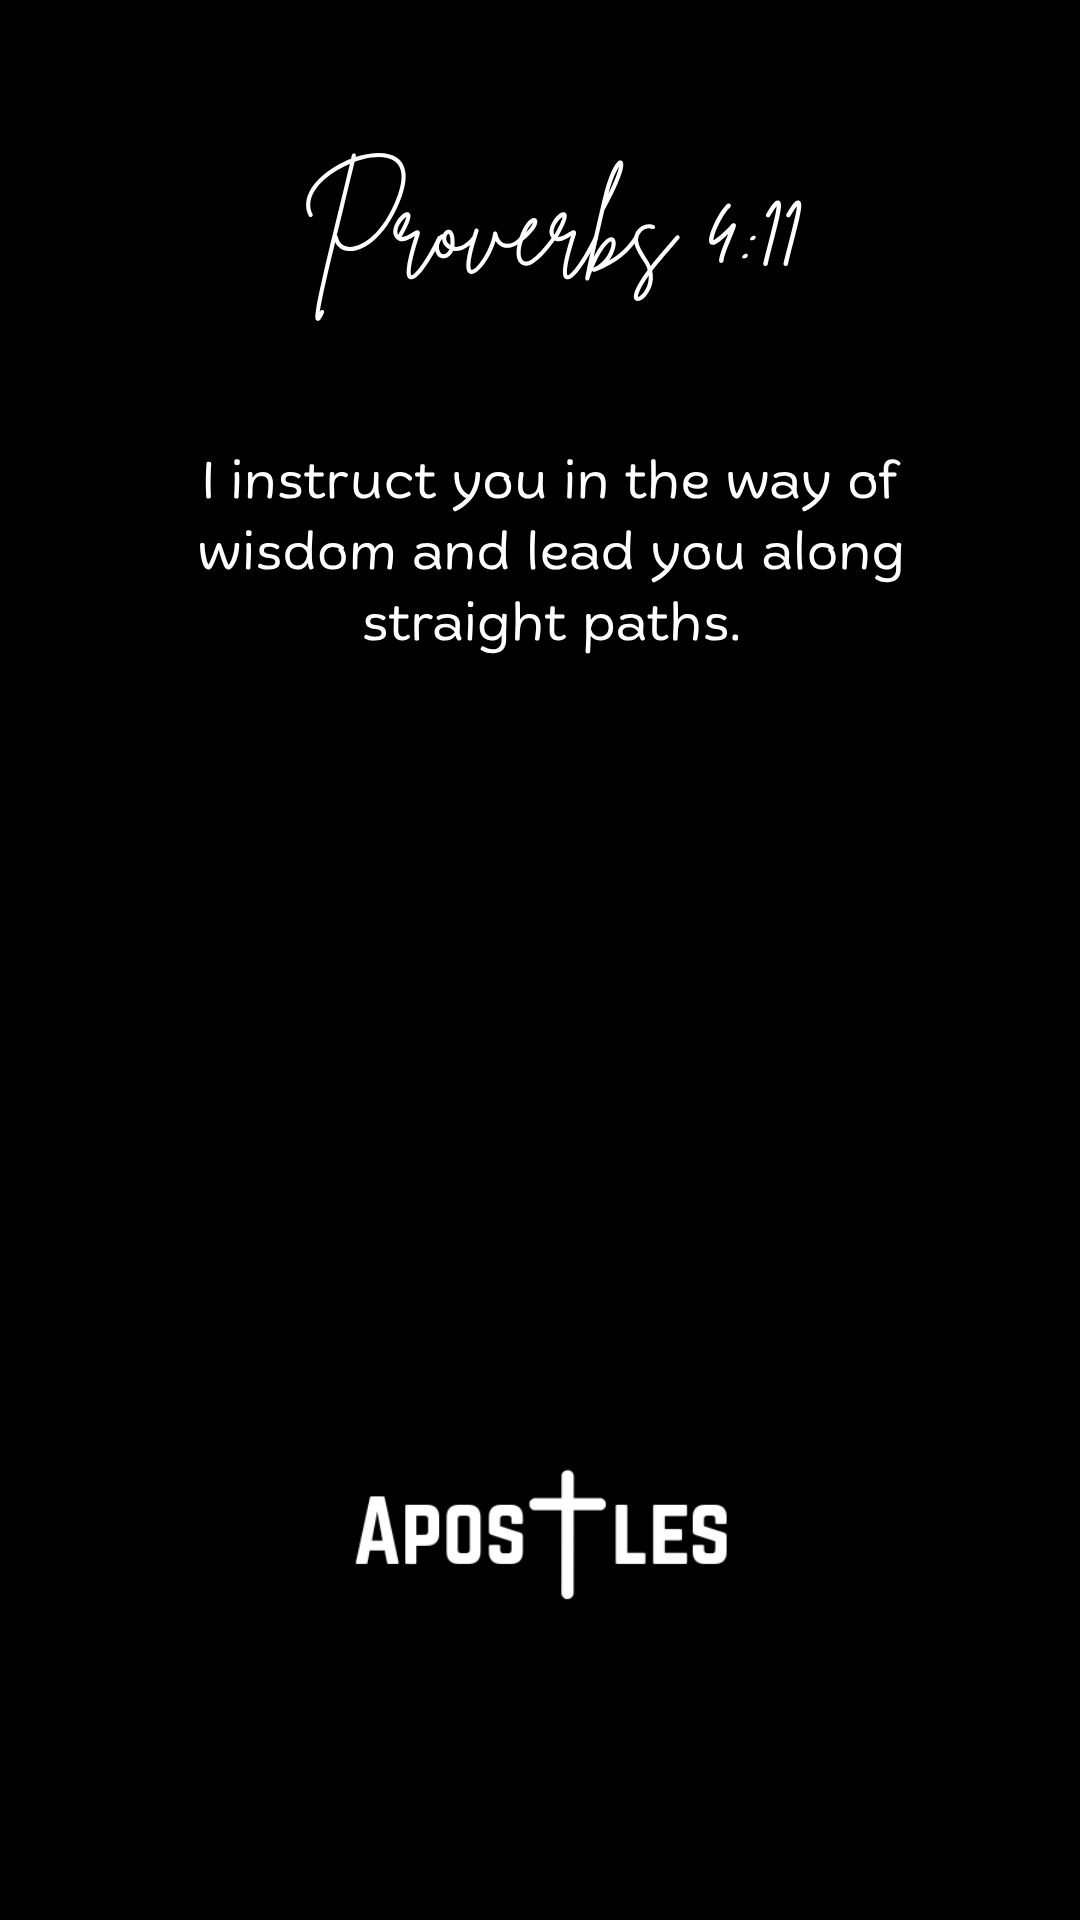 Proverbs 4:11
I instruct you in the way of
wisdom and lead you along
straight paths.
APOSTLES